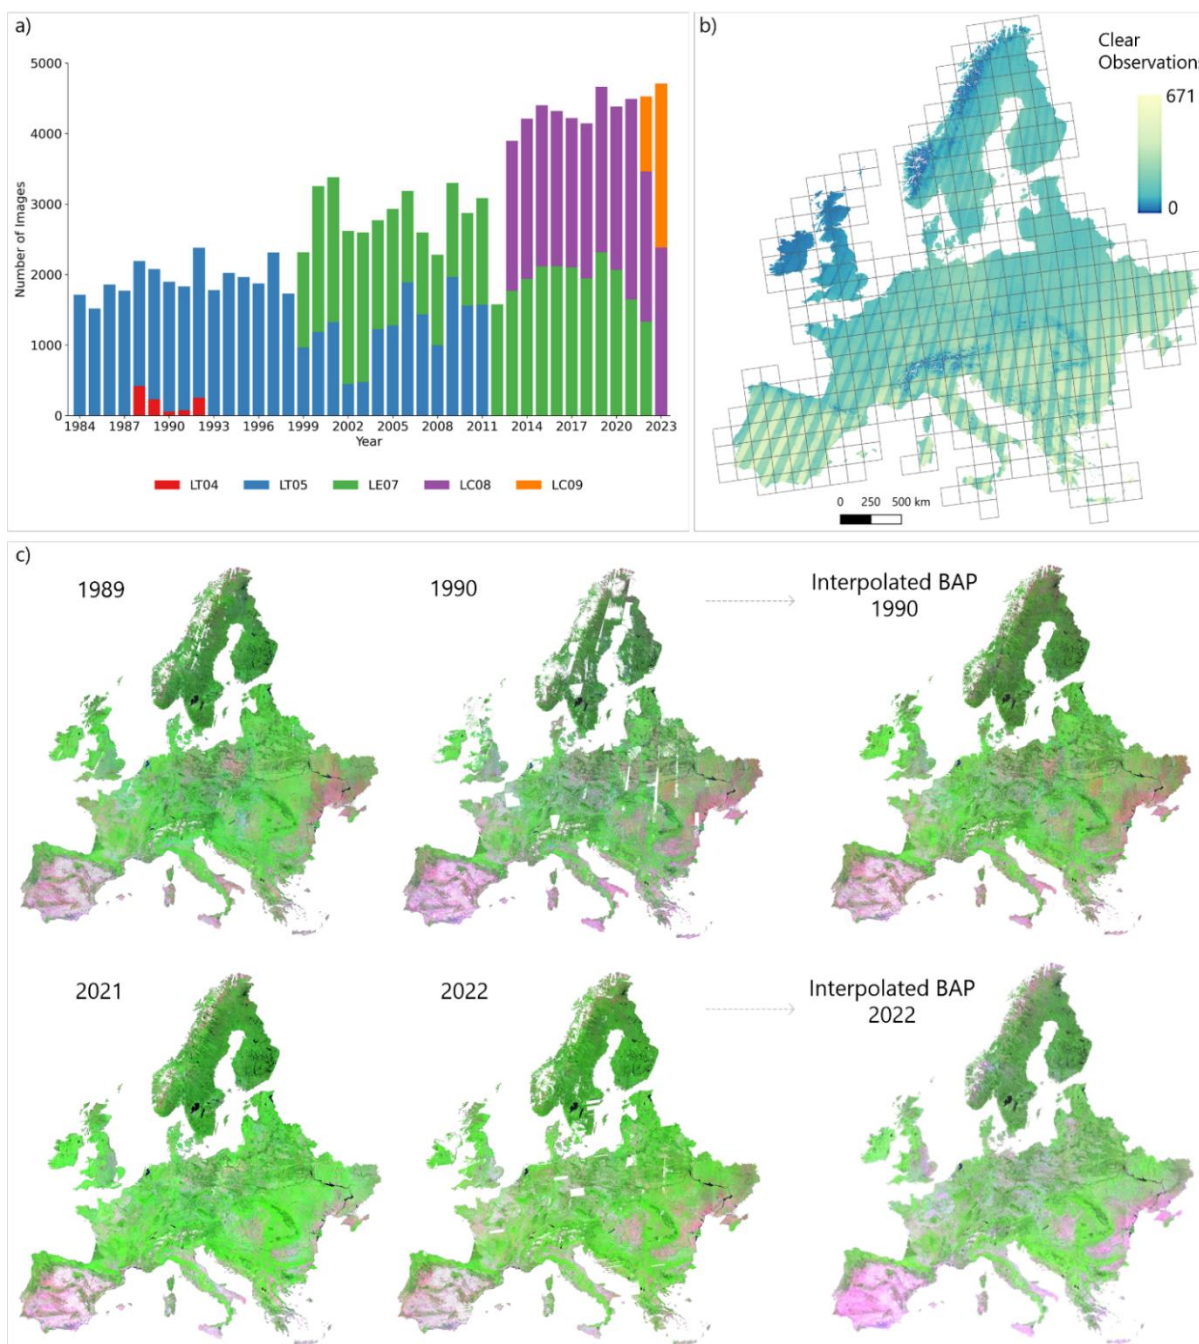 a)
5000
4000
3000
2000
1000
0
Number of Images
1984 1987 1990 1993 1996 1999 2002 2005 2008 2011 2014 2017 2020 2023
Year
LT04 LT05 LE07 LC08 LC09
b)
Clear
Observations
671
0
0 250 500 km
c)
1989
1990
Interpolated BAP
1990
2021
2022
Interpolated BAP
2022